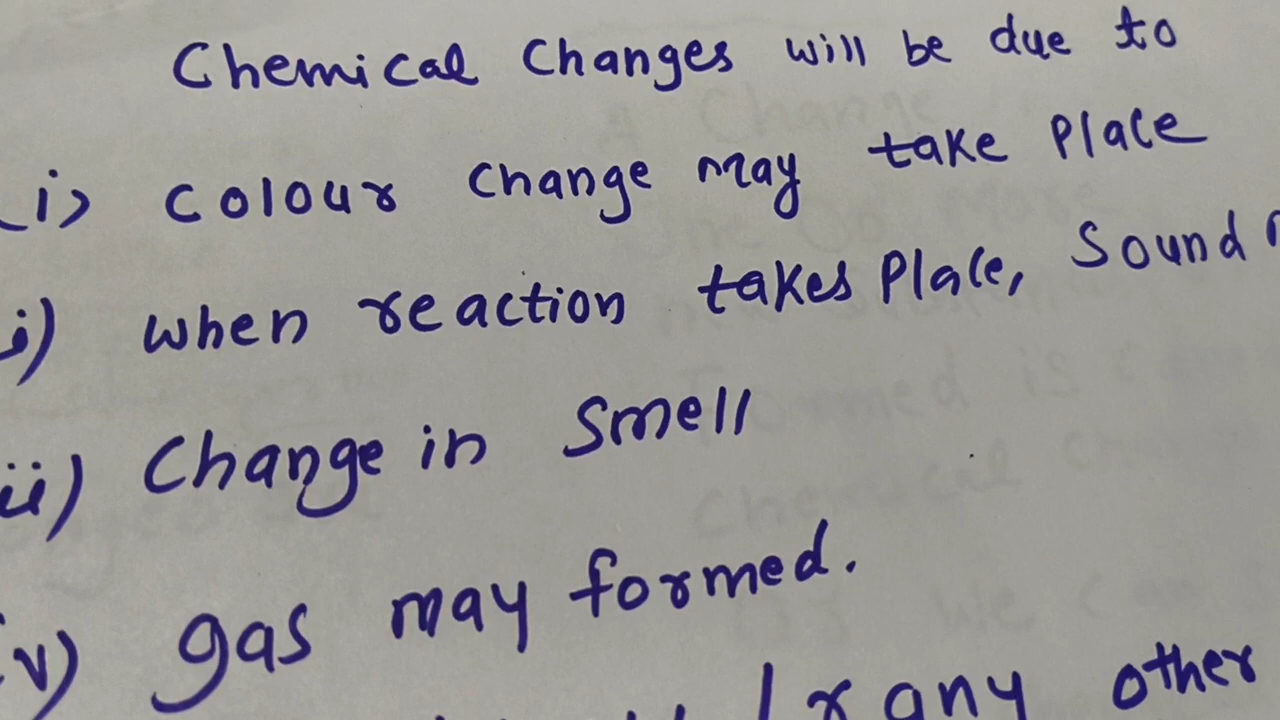 Chemical Changes will be due to
i) colour change may take place
i) when reaction takes place, Sound
ii) Change in smell
iv) gas may formed.
any other